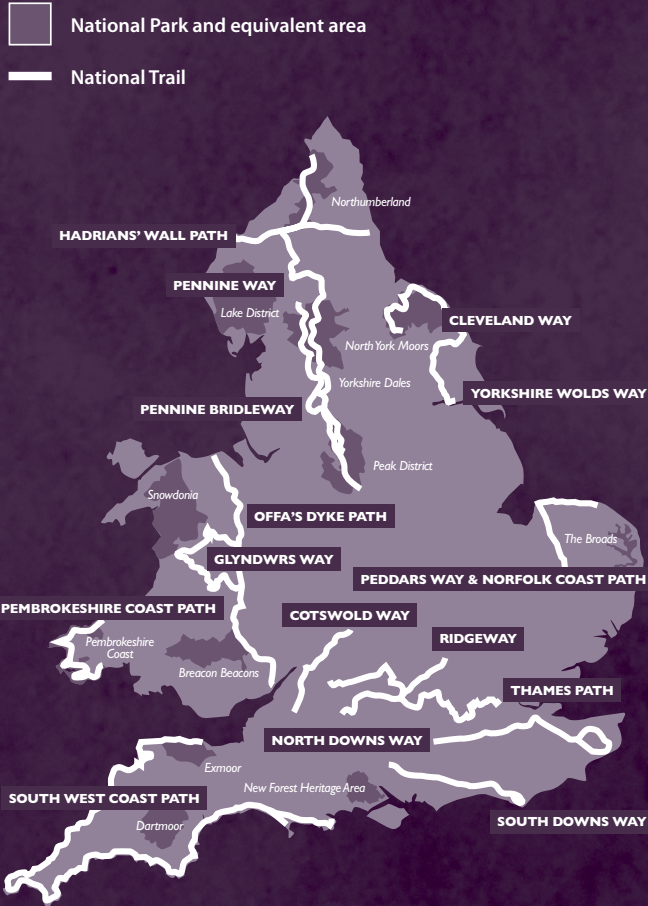 National Park and equivalent area
National Trail
Northumberland
HADRIANS' WALL PATH
PENNINE WAY
Lake District
CLEVELAND WAY
North York Moors
Yorkshire Dales
YORKSHIRE WOLDS WAY
PENNINE BRIDLEWAY
Peak District
Snowdonia
OFFA'S DYKE PATH
The Broads
GLYNDWRS WAY
PEDDARS WAY & NORFOLK COAST PATH
PEMBROKESHIRE COAST PATH
COTSWOLD WAY
RIDGEWAY
Pembrokeshire
Coast
Breacon Beacons
THAMES PATH
NORTH DOWNS WAY
Exmoor
New Forest Heritage Area
SOUTH WEST COAST PATH
Dartmoor
SOUTH DOWNS WAY